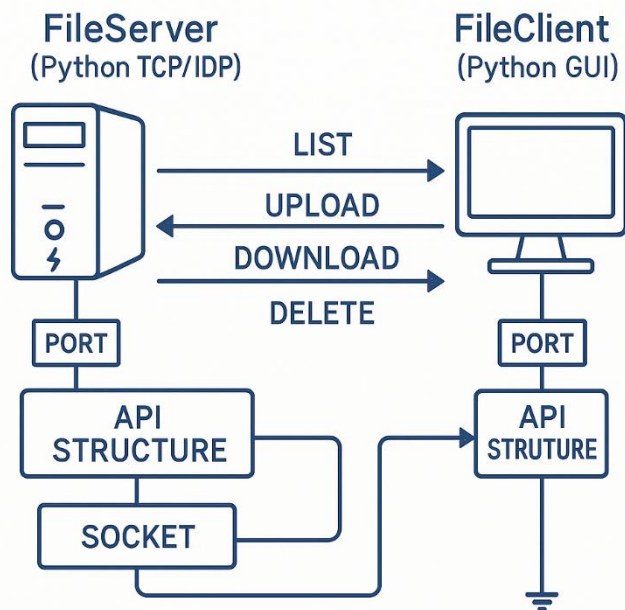 FileServer
(Python TCP/IDP)
FileClient
(Python GUI)
LIST
UPLOAD
DOWNLOAD
DELETE
PORT
PORT
API
STRUCTURE
API
STRUTURE
SOCKET